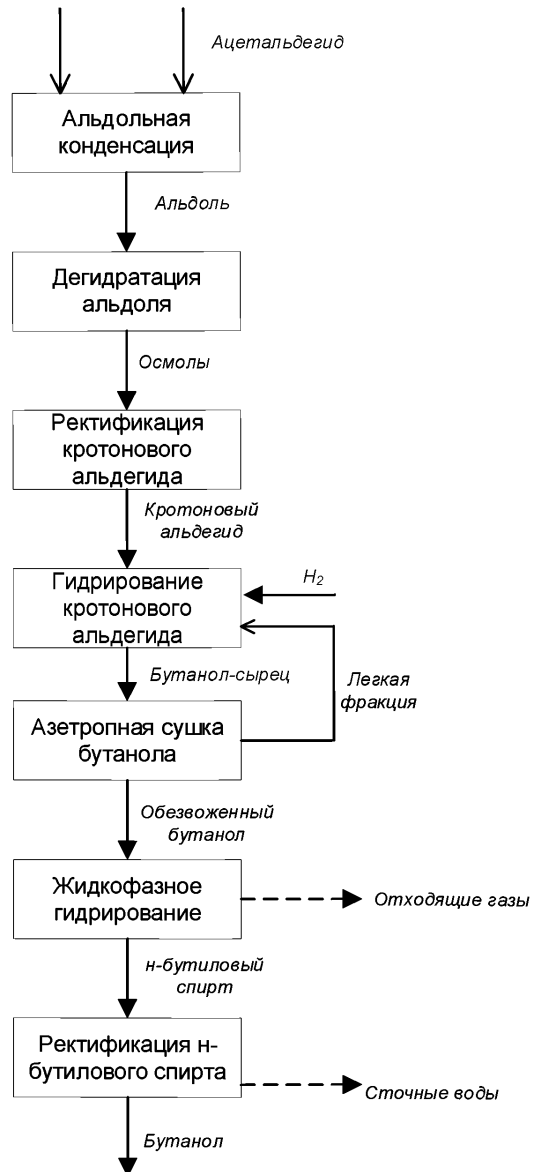 Ацетальдегид
Альдольная
конденсация
Альдоль
Дегидратация
альдоля
Осмолы
Ректификация
кротонового
альдегида
Кротоновый
альдегид
Гидрирование
кротонового
альдегида
H2
Бутанол-сырец
Легкая
фракция
Азетропная сушка
бутанола
Обезвоженный
бутанол
Жидкофазное
гидрирование
Отходящие газы
н-бутиловый
спирт
Ректификация н-
бутилового спирта
Сточные воды
Бутанол